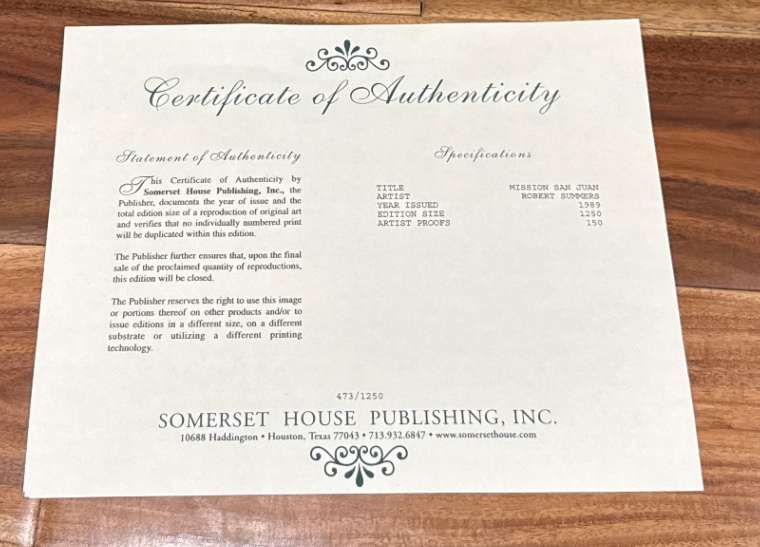 Certificate of Authenticity
Statement of Authenticity
This Certificate of Authenticity by
Somerset House Publishing, Inc., the
Publisher, documents the year of issue and the
total edition size of a reproduction of original art
and verifies that no individually numbered print
will be duplicated within this edition.
The Publisher further ensures that, upon the final
sale of the proclaimed quantity of reproductions,
this edition will be closed.
The Publisher reserves the right to use this image
or portions thereof on other products and/or to
issue editions in a different size, on a different
substrate or utilizing a different printing
technology.
Specifications
TITLE MISSION SAN JUAN
ARTIST ROBERT SUMMERS
YEAR ISSUED 1989
EDITION SIZE 1250
ARTIST PROOFS 150
473/1250
SOMERSET HOUSE PUBLISHING, INC.
10688 Haddington • Houston, Texas 77043 • 713.932.6847 • www.somersethouse.com